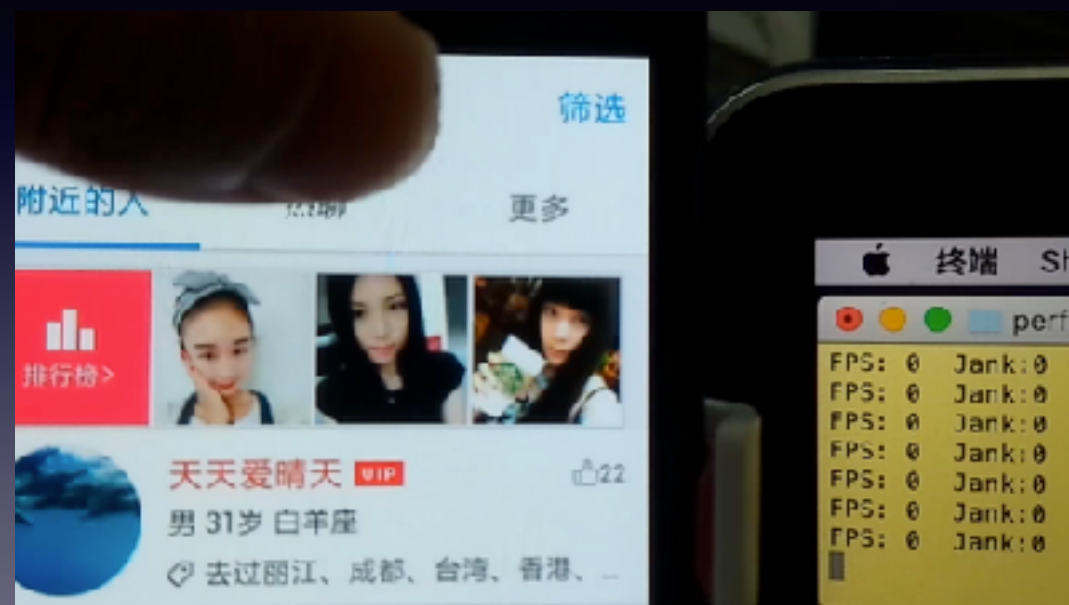 筛选
附近的人
更多
排行榜>
天天爱晴天 VIP 22
男 31岁 白羊座
去过丽江、成都、台湾、香港、...
终端 Sh
perf
FPS: 0 Jank:0
FPS: 0 Jank:0
FPS: 0 Jank:0
FPS: 0 Jank:0
FPS: 0 Jank:0
FPS: 0 Jank:0
FPS: 0 Jank:0